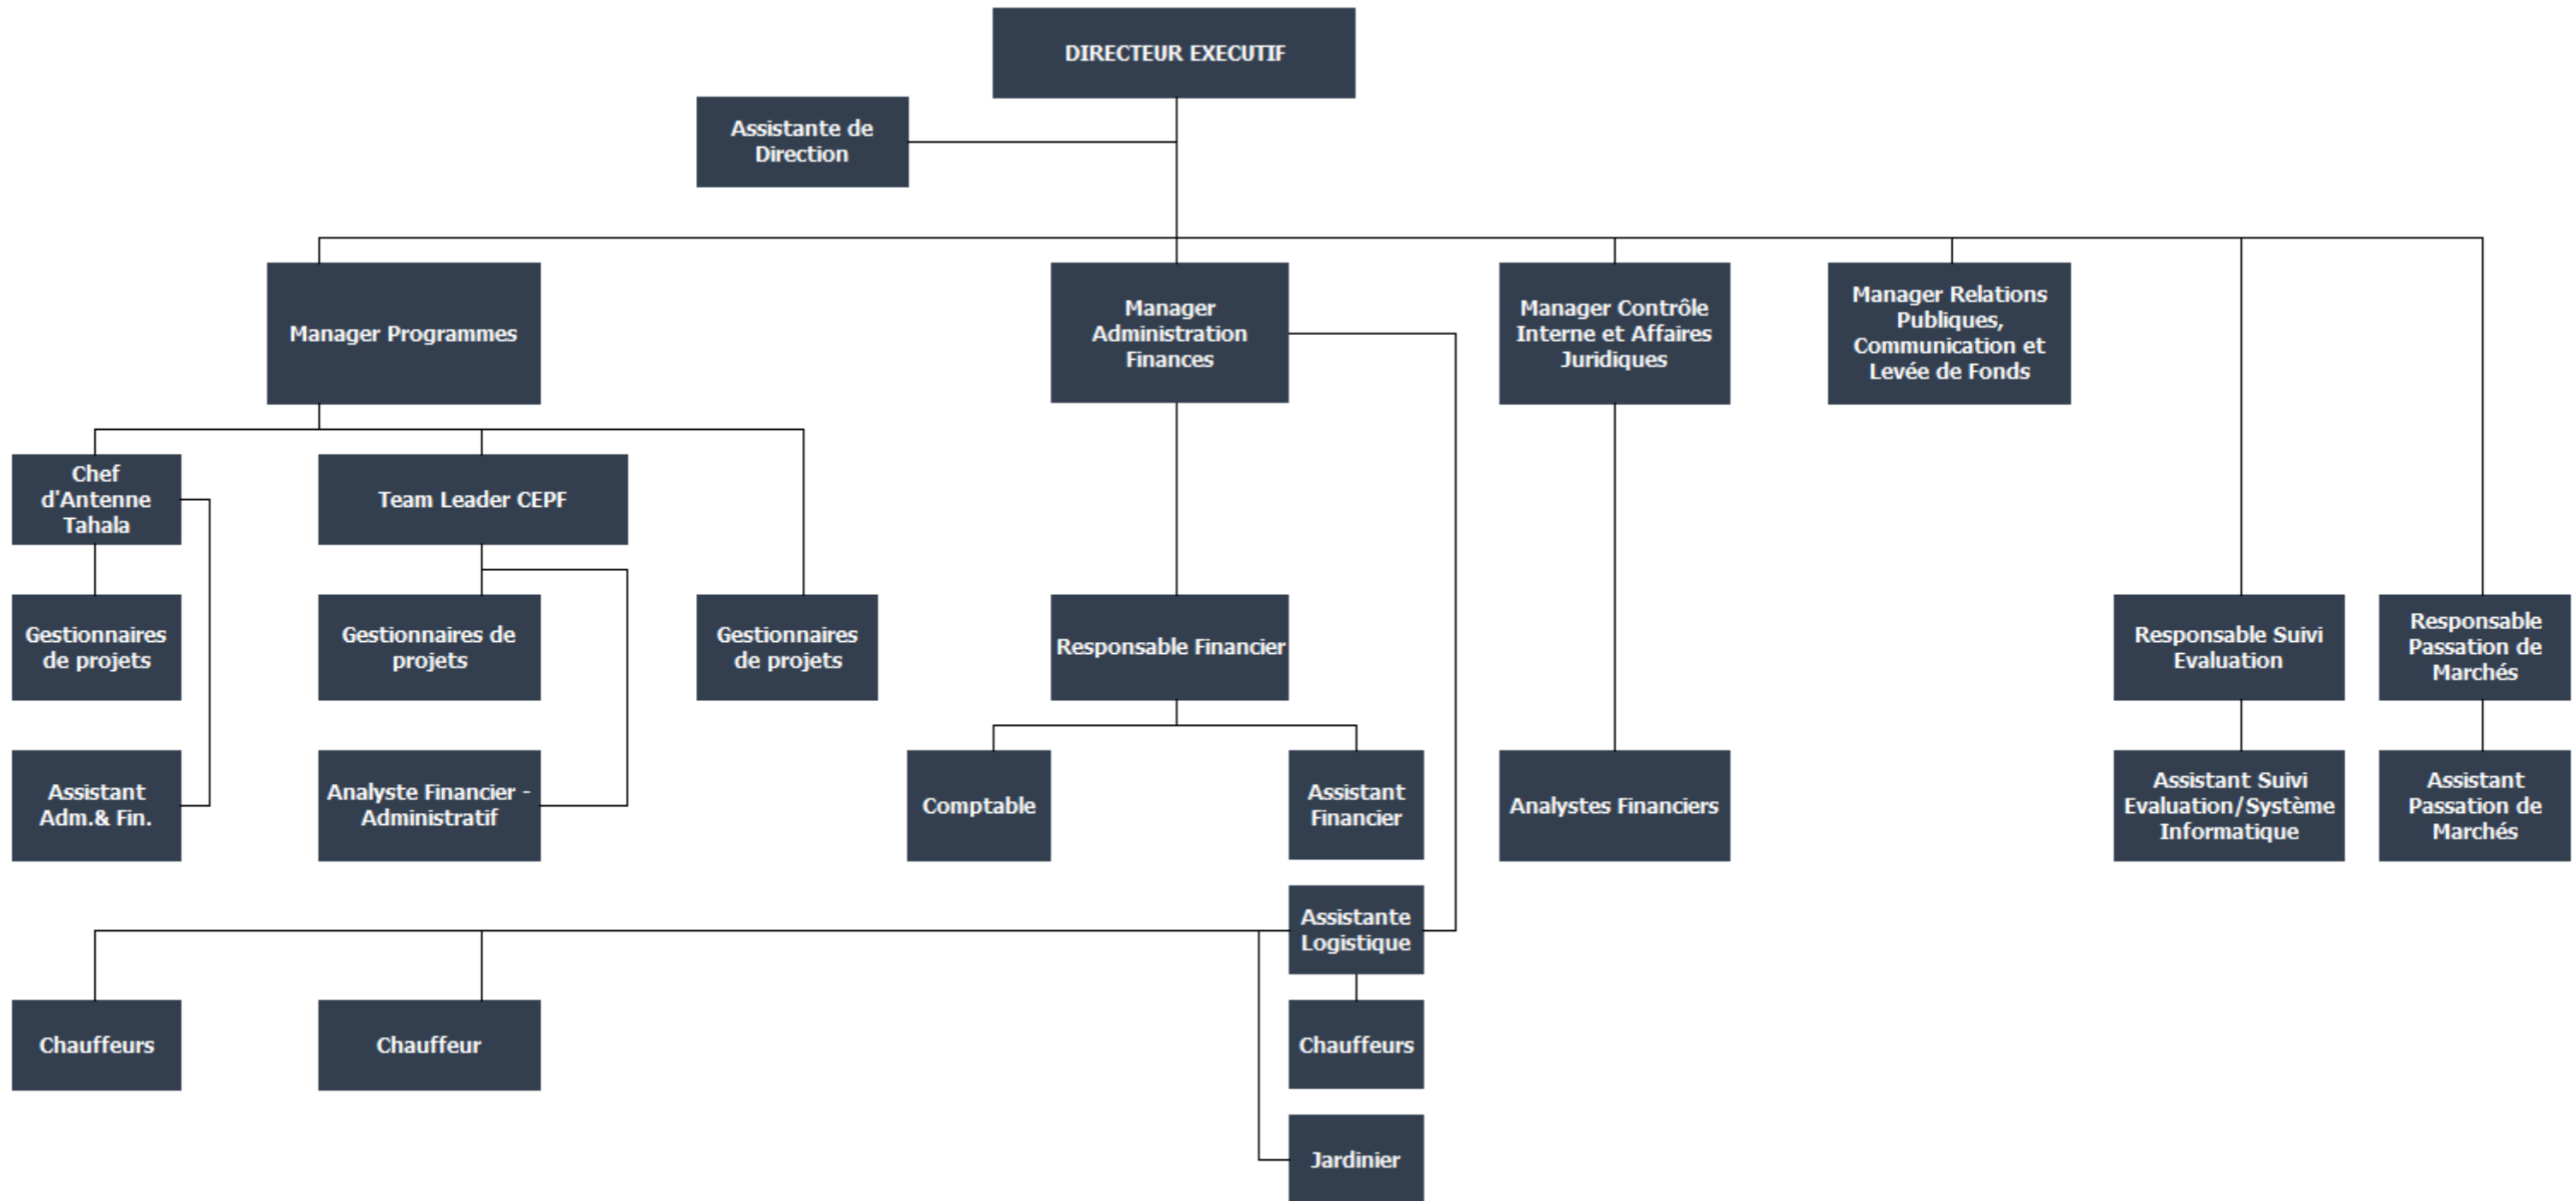 DIRECTEUR EXECUTIF
Assistante de
Direction
Manager Programmes
Manager
Administration
Finances
Manager Contrôle
Interne et Affaires
Juridiques
Manager Relations
Publiques,
Communication et
Levée de Fonds
Chef
d'Antenne
Tahala
Team Leader CEPF
Gestionnaires
de projets
Gestionnaires de
projets
Gestionnaires
de projets
Responsable Financier
Responsable Suivi
Evaluation
Responsable
Passation de
Marchés
Assistant
Adm.& Fin.
Analyste Financier -
Administratif
Comptable
Assistant
Financier
Analystes Financiers
Assistant Suivi
Evaluation/Système
Informatique
Assistant
Passation de
Marchés
Assistante
Logistique
Chauffeurs
Chauffeur
Chauffeurs
Jardinier